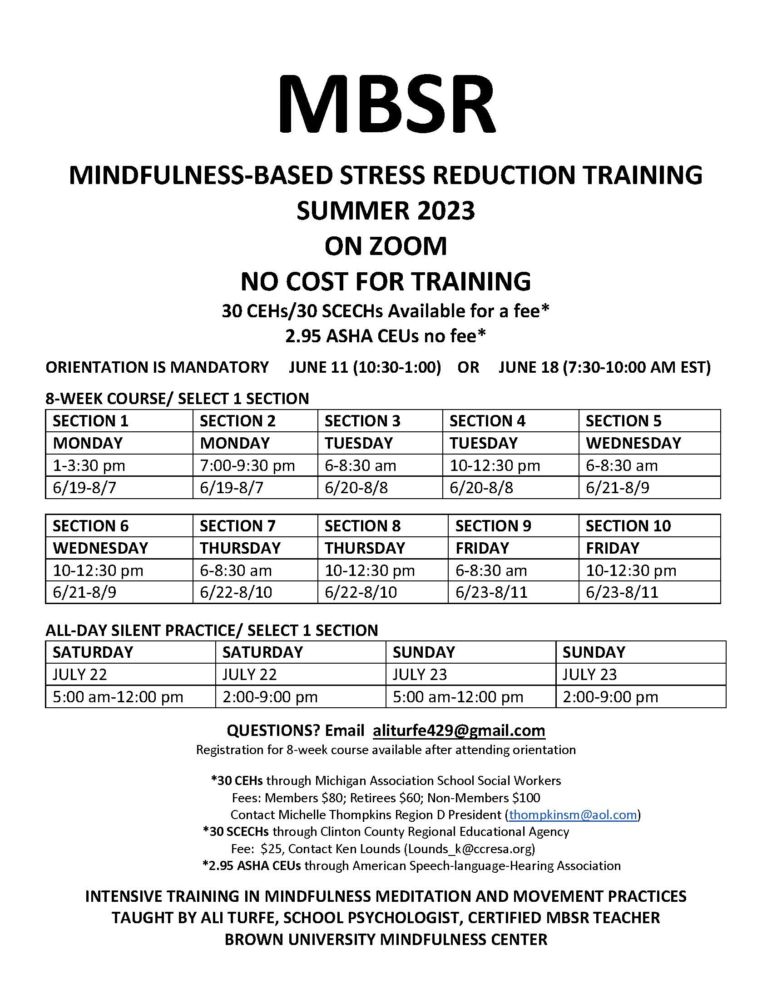 MBSR
MINDFULNESS-BASED STRESS REDUCTION TRAINING
SUMMER 2023
ON ZOOM
NO COST FOR TRAINING
30 CEHs/30 SCECHs Available for a fee*
2.95 ASHA CEUs no fee*
ORIENTATION IS MANDATORY JUNE 11 (10:30-1:00) OR JUNE 18 (7:30-10:00 AM EST)
8-WEEK COURSE/ SELECT 1 SECTION
SECTION 1 SECTION 2 SECTION 3 SECTION 4 SECTION 5
MONDAY MONDAY TUESDAY TUESDAY WEDNESDAY
1-3:30 pm 7:00-9:30 pm 6-8:30 am 10-12:30 pm 6-8:30 am
6/19-8/7 6/19-8/7 6/20-8/8 6/20-8/8 6/21-8/9
SECTION 6 SECTION 7 SECTION 8 SECTION 9 SECTION 10
WEDNESDAY THURSDAY THURSDAY FRIDAY FRIDAY
10-12:30 pm 6-8:30 am 10-12:30 pm 6-8:30 am 10-12:30 pm
6/21-8/9 6/22-8/10 6/22-8/10 6/23-8/11 6/23-8/11
ALL-DAY SILENT PRACTICE/ SELECT 1 SECTION
SATURDAY SATURDAY SUNDAY SUNDAY
JULY 22 JULY 22 JULY 23 JULY 23
5:00 am-12:00 pm 2:00-9:00 pm 5:00 am-12:00 pm 2:00-9:00 pm
QUESTIONS? Email aliturfe429@gmail.com
Registration for 8-week course available after attending orientation
*30 CEHs through Michigan Association School Social Workers
Fees: Members $80; Retirees $60; Non-Members $100
Contact Michelle Thompkins Region D President (thompkinsm@aol.com)
*30 SCECHs through Clinton County Regional Educational Agency
Fee: $25, Contact Ken Lounds (Lounds_k@ccresa.org)
*2.95 ASHA CEUs through American Speech-language-Hearing Association
INTENSIVE TRAINING IN MINDFULNESS MEDITATION AND MOVEMENT PRACTICES
TAUGHT BY ALI TURFE, SCHOOL PSYCHOLOGIST, CERTIFIED MBSR TEACHER
BROWN UNIVERSITY MINDFULNESS CENTER